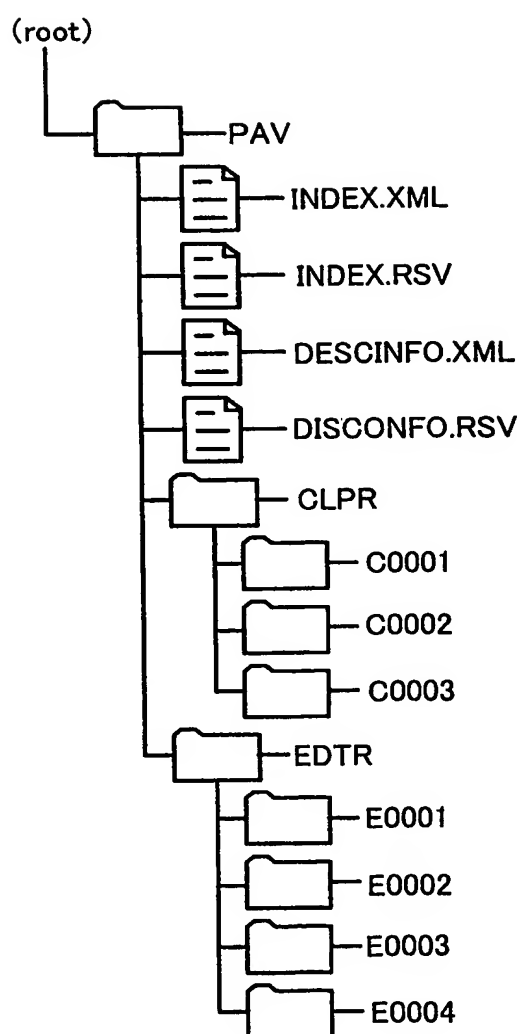 (root)
PAV
INDEX.XML
INDEX.RSV
DESCINFO.XML
DISCONFO.RSV
CLPR
C0001
C0002
C0003
EDTR
E0001
E0002
E0003
E0004